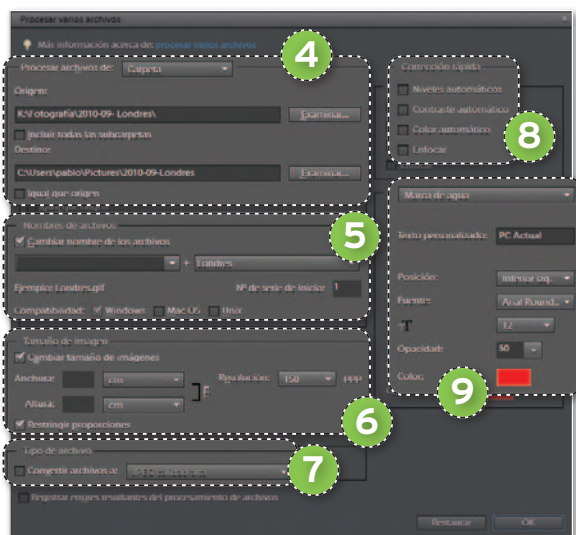 Procesar varios archivos
Más información acerca de: procesar varios archivos
4
Procesar archivos de: Carpeta
Origen:
K:\Fotografía\2010-09- Londres\ Examinar...
Incluir todas las subcarpetas
Destino:
C:\Users\pablo\Pictures\2010-09-Londres Examinar...
Igual que origen
5
Nombres de archivos
Cambiar nombre de los archivos
+ Londres
Ejemplo: Londres.gif Nº de serie de inicio: 1
Compatibilidad: Windows Mac OS Unix
Tamaño de imagen
Cambiar tamaño de imágenes
Anchura: cm Resolución: 150 ppp
Altura: cm
Restringir proporciones
6
Tipo de archivo
Convertir archivos a:
7
Registrar errores resultantes del procesamiento de archivos
Corrección rápida
Niveles automáticos
Contraste automático
Color automático
Enfocar
8
Marca de agua
Texto personalizado: PC Actual
Posición: Inferior izq.
Fuente: Arial Round...
T 12
Opacidad: 50
Color:
9
Restaurar OK